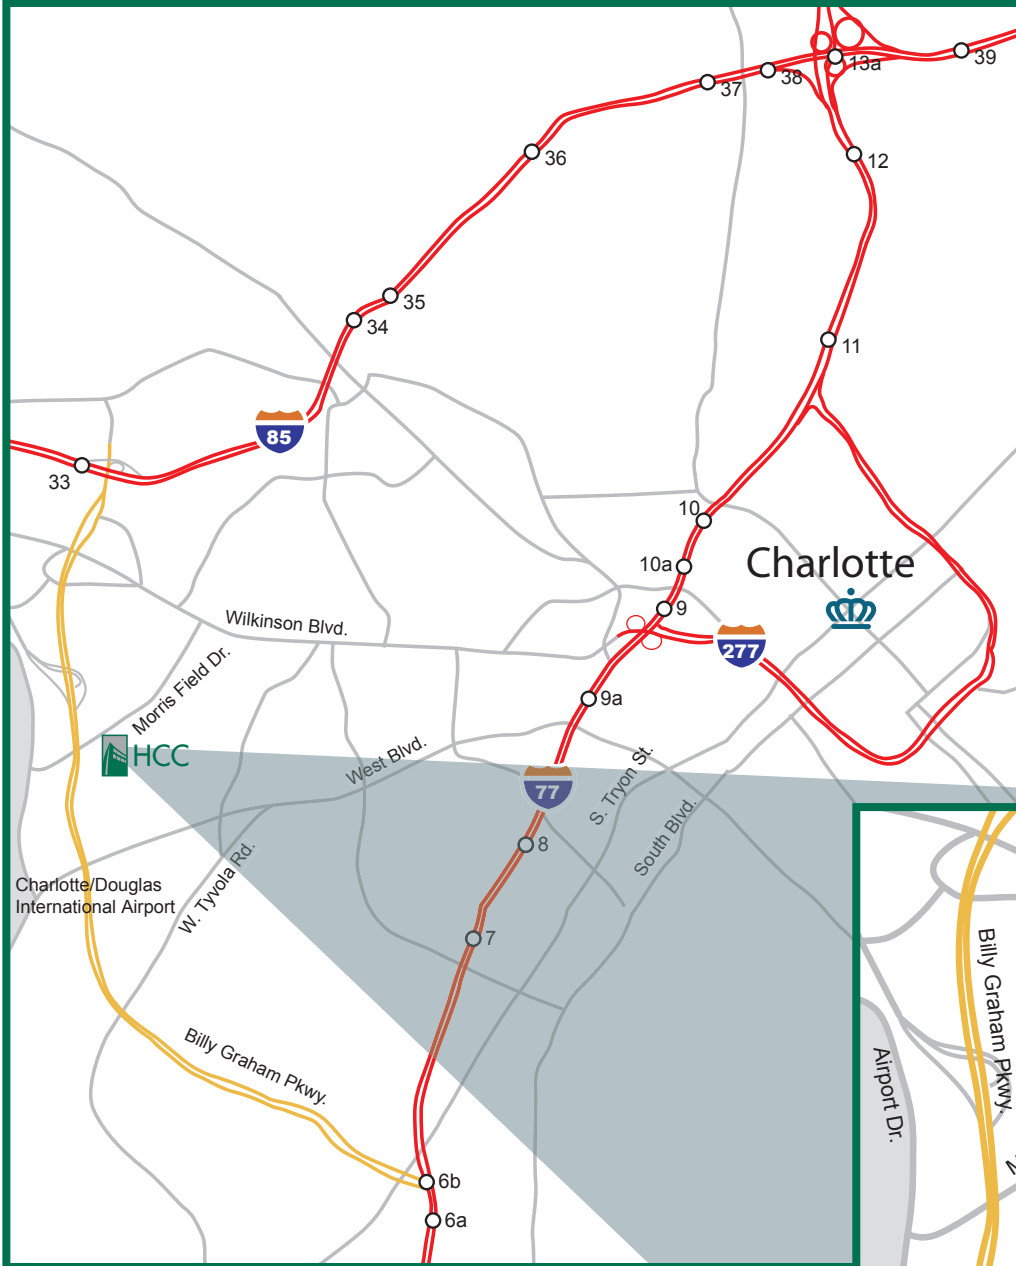 39
13a
38
37
12
36
35
34
11
85
33
10
10a
Charlotte
9
Wilkinson Blvd.
277
Morris Field Dr.
9a
HCC
West Blvd.
77
S. Tryon St.
South Blvd.
8
W. Tyvola Rd.
Charlotte/Douglas
International Airport
7
Billy Graham Pkwy.
Billy Graham Pkwy.
Airport Dr.
6b
6a